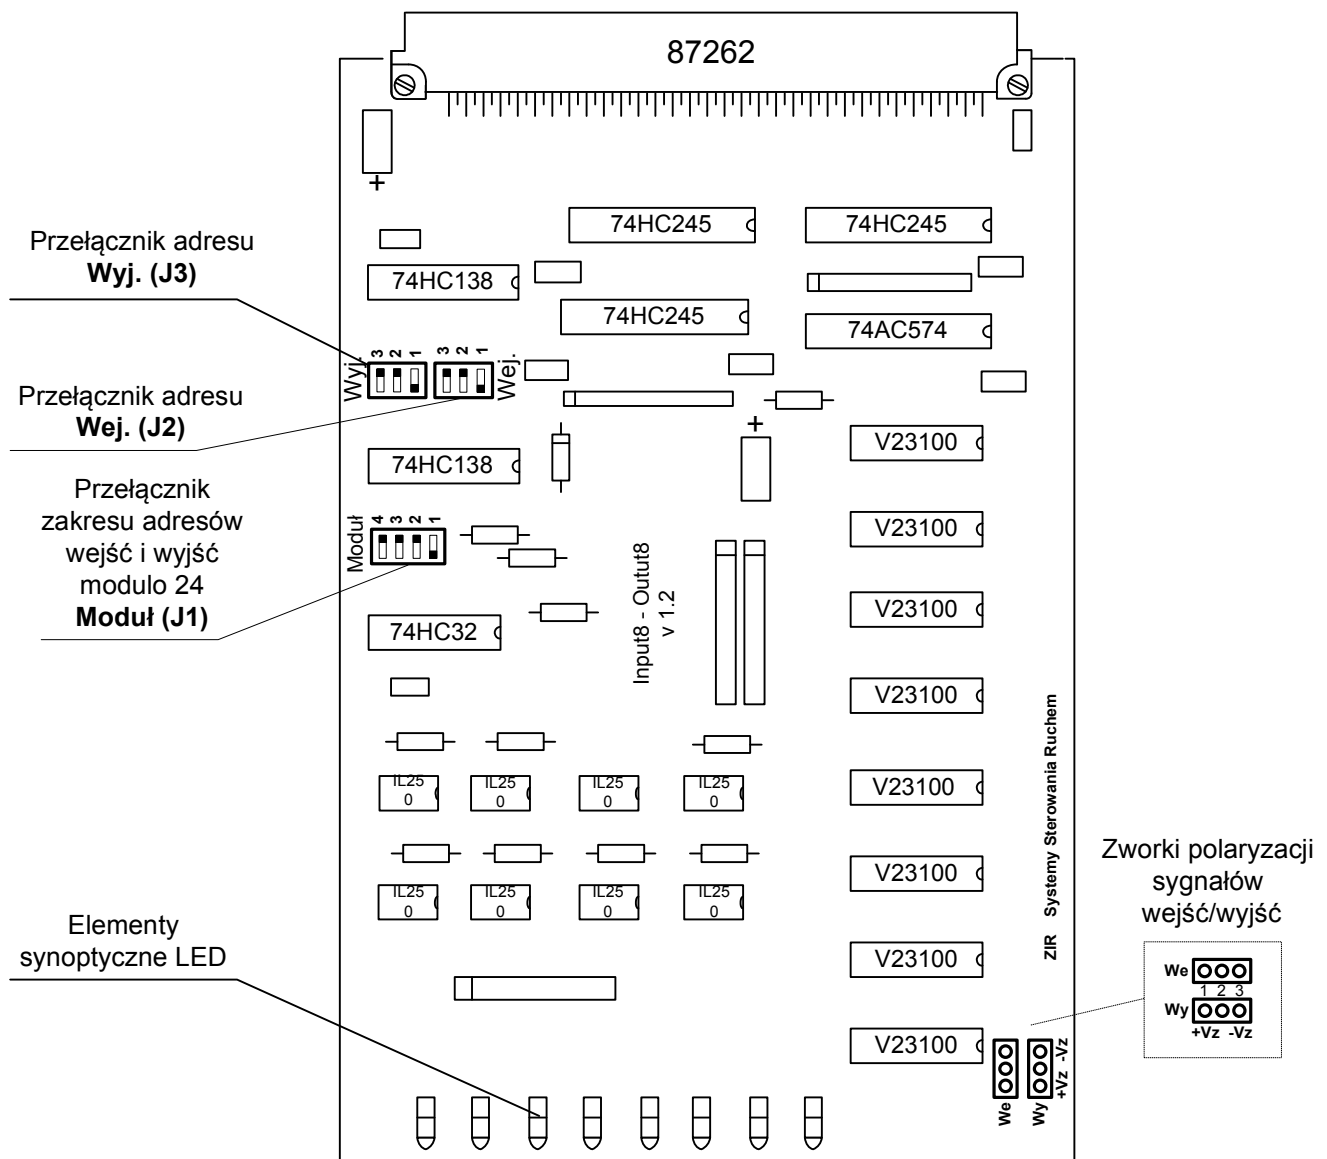 87262
+
74HC245
74HC245
Przełącznik adresu
Wyj. (J3)
74HC138
74HC245
74AC574
Wyj.
3 2 1
3 2 1
Wej.
Przełącznik adresu
Wej. (J2)
+
V23100
74HC138
Przełącznik
zakresu adresów
wejść i wyjść
modulo 24
Moduł (J1)
Moduł
4 3 2 1
V23100
Input8 - Outut8
v 1.2
V23100
74HC32
V23100
ZIR Systemy Sterowania Ruchem
IL25
0
IL25
0
IL25
0
IL25
0
V23100
V23100
IL25
0
IL25
0
IL25
0
IL25
0
Zworki polaryzacji
sygnałów
wejść/wyjść
Elementy
synoptyczne LED
V23100
We
1 2 3
Wy
+Vz -Vz
V23100
We
Wy
+Vz -Vz